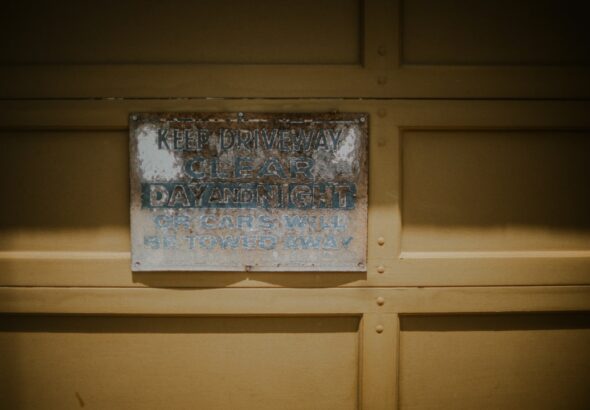 KEEP DRIVEWAY
CLEAR
DAY AND NIGHT
OR CARS WILL
BE TOWED AWAY